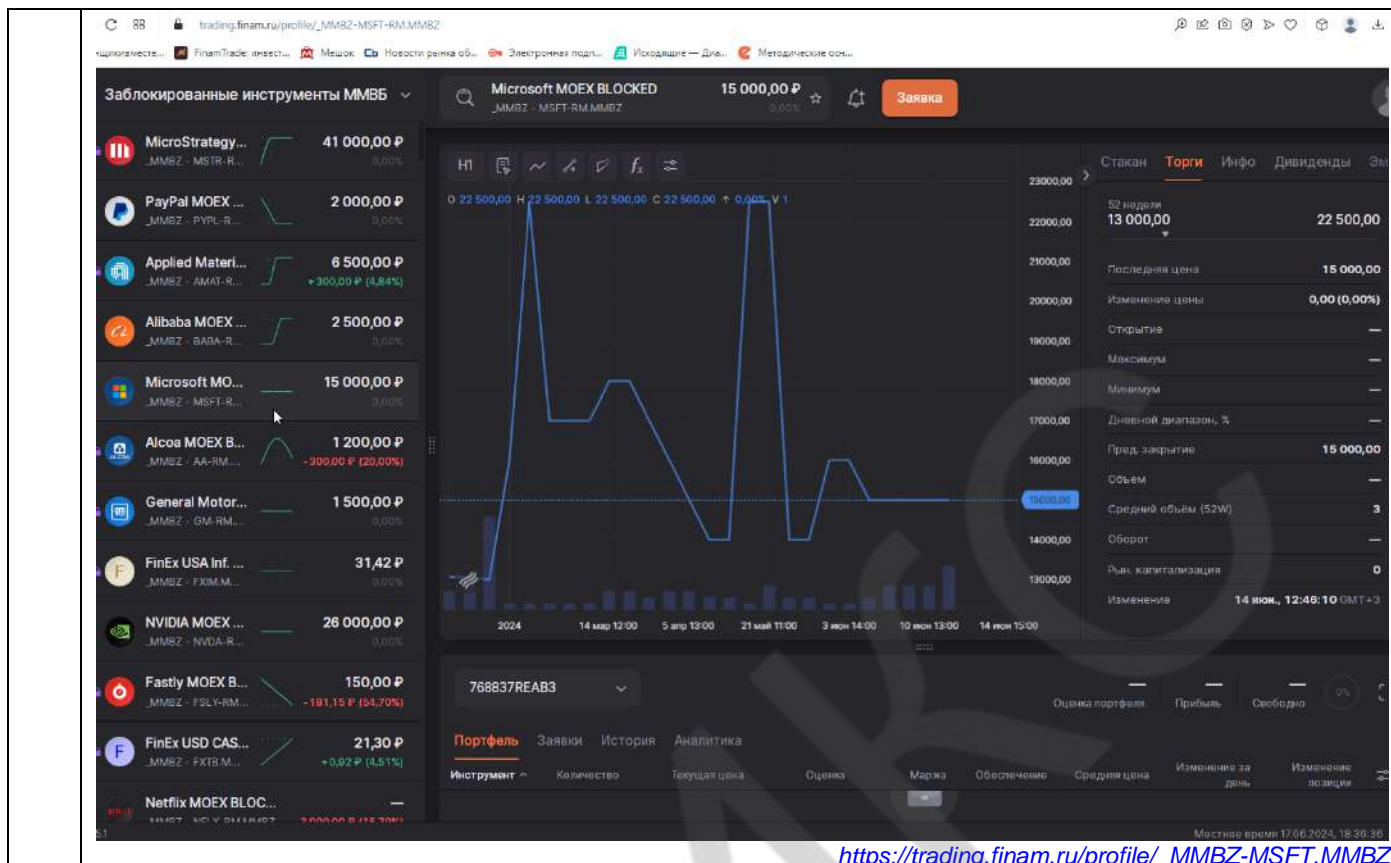 trading.finam.ru/profile/_MMBZ-MSFT-RM.MMBZ
FinamTrade: инвест... Мешок Новости рынка об... Электронная подп... Исходящие — Диа... Методические осн...
Заблокированные инструменты ММВБ
Microsoft MOEX BLOCKED 15 000,00 ₽
_MMBZ - MSFT-RM.MMBZ 0,00%
Заявка
MicroStrategy... 41 000,00 ₽
_MMBZ - MSTR-R... 0,00%
PayPal MOEX ... 2 000,00 ₽
_MMBZ - PYPL-R... 0,00%
Applied Materi... 6 500,00 ₽
_MMBZ - AMAT-R... +300,00 ₽ (4,84%)
Alibaba MOEX ... 2 500,00 ₽
_MMBZ - BABA-R... 0,00%
Microsoft MO... 15 000,00 ₽
_MMBZ - MSFT-R... 0,00%
Alcoa MOEX B... 1 200,00 ₽
_MMBZ - AA-RM.... -300,00 ₽ (20,00%)
General Motor... 1 500,00 ₽
_MMBZ - GM-RM.... 0,00%
FinEx USA Inf. ... 31,42 ₽
_MMBZ - FXIM.M... 0,00%
NVIDIA MOEX ... 26 000,00 ₽
_MMBZ - NVDA-R... 0,00%
Fastly MOEX B... 150,00 ₽
_MMBZ - FSLY-RM... -181,15 ₽ (54,70%)
FinEx USD CAS... 21,30 ₽
_MMBZ - FXTB.M... +0,92 ₽ (4,51%)
Netflix MOEX BLOC... —
H1
O 22 500,00 H 22 500,00 L 22 500,00 C 22 500,00 ↑ 0,00% V 1
23000,00
22000,00
21000,00
20000,00
19000,00
18000,00
17000,00
16000,00
15000,00
14000,00
13000,00
2024 14 мар 12:00 5 апр 13:00 21 май 11:00 3 июн 14:00 10 июн 13:00 14 июн 15:00
Стакан Торги Инфо Дивиденды Эм
52 недели
13 000,00 22 500,00
Последняя цена 15 000,00
Изменение цены 0,00 (0,00%)
Открытие —
Максимум —
Минимум —
Дневной диапазон, % —
Пред. закрытие 15 000,00
Объем —
Средний объём (52W) 3
Оборот —
Рын. капитализация 0
Изменение 14 июн., 12:46:10 GMT+3
768837REAB3
— — — 0%
Оценка портфеля Прибыль Свободно
Портфель Заявки История Аналитика
Инструмент Количество Текущая цена Оценка Маржа Обеспечение Средняя цена Изменение за день Изменение позиции
Местное время 17.06.2024, 18:36:36
https://trading.finam.ru/profile/_MMBZ-MSFT.MMBZ